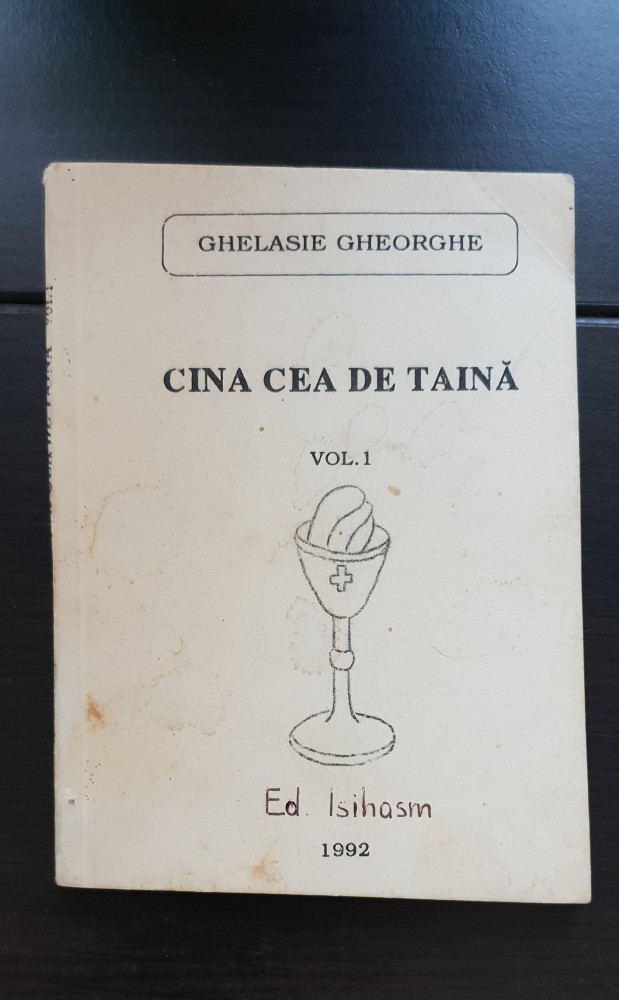 GHELASIE GHEORGHE
CINA CEA DE TAINĂ
VOL.1
Ed. Isihasm
1992